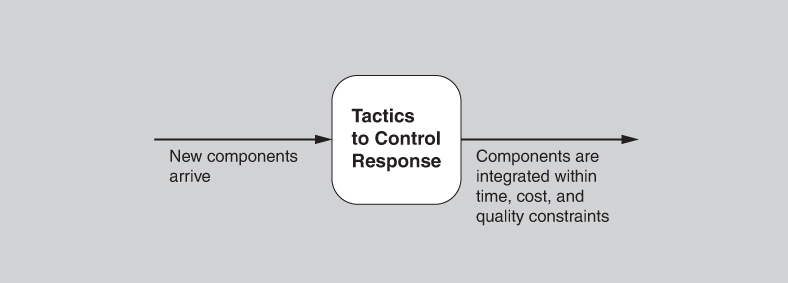 Tactics
to Control
Response
New components
arrive
Components are
integrated within
time, cost, and
quality constraints